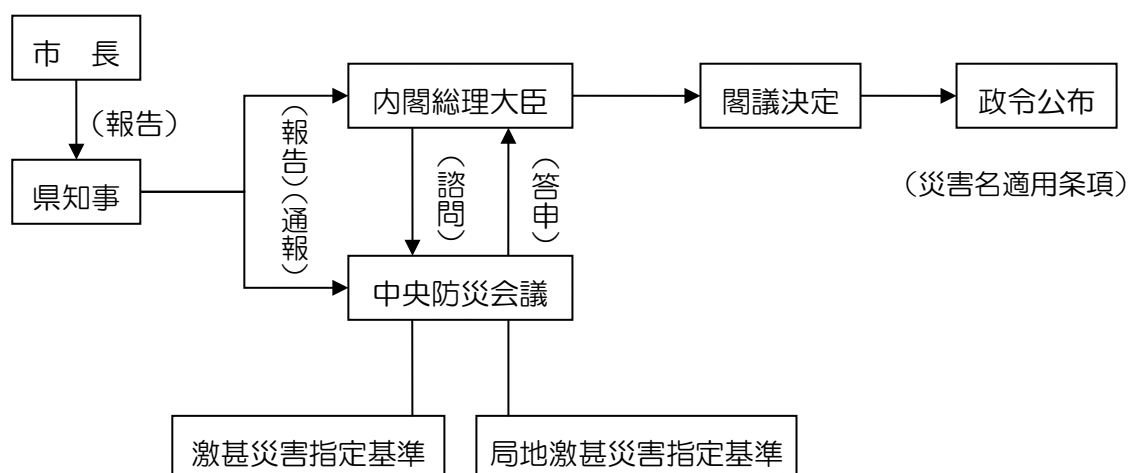 市　長
（報告）
県知事
（報告）（通報）
内閣総理大臣
（諮問）
（答申）
中央防災会議
閣議決定
政令公布
（災害名適用条項）
激甚災害指定基準
局地激甚災害指定基準